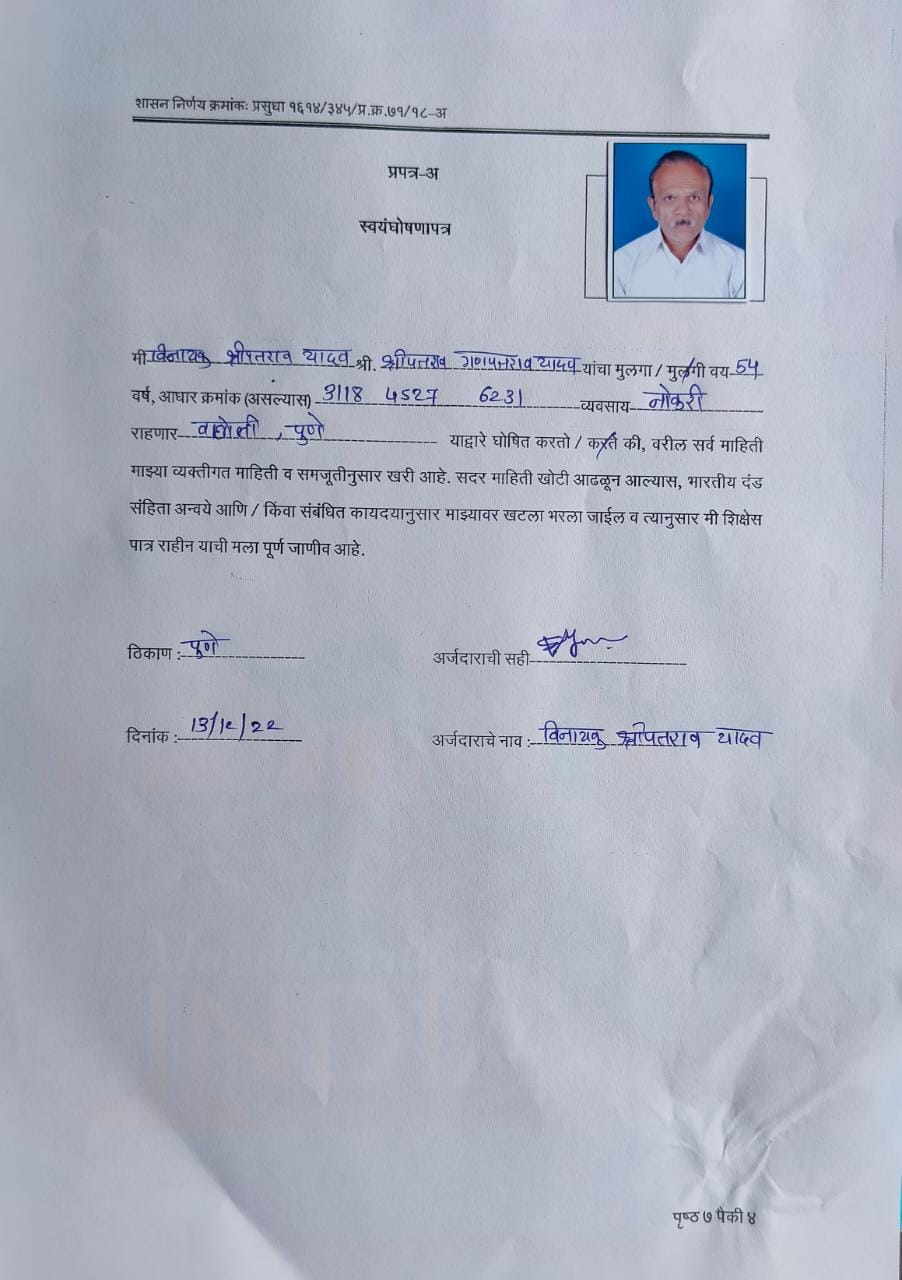 शासन निर्णय क्रमांकः प्रसुधा १६१४/३४५/प्र.क्र.७१/१८-अ
प्रपत्र-अ
स्वयंघोषणापत्र
मी विनायक श्रीपतराव यादव श्री. श्रीपतराव गणपतराव यादव यांचा मुलगा / मुलगी वय 54
वर्ष, आधार क्रमांक (असल्यास) 3118 4527 6231 व्यवसाय नोकरी
राहणार वाघोली , पुणे याद्वारे घोषित करतो / करते की, वरील सर्व माहिती
माझ्या व्यक्तीगत माहिती व समजूतीनुसार खरी आहे. सदर माहिती खोटी आढळून आल्यास, भारतीय दंड
संहिता अन्वये आणि / किंवा संबंधित कायदयानुसार माझ्यावर खटला भरला जाईल व त्यानुसार मी शिक्षेस
पात्र राहीन याची मला पूर्ण जाणीव आहे.
ठिकाण : पुणे अर्जदाराची सही
दिनांक : 13/12/22 अर्जदाराचे नाव : विनायक श्रीपतराव यादव
पृष्ठ ७ पैकी ४